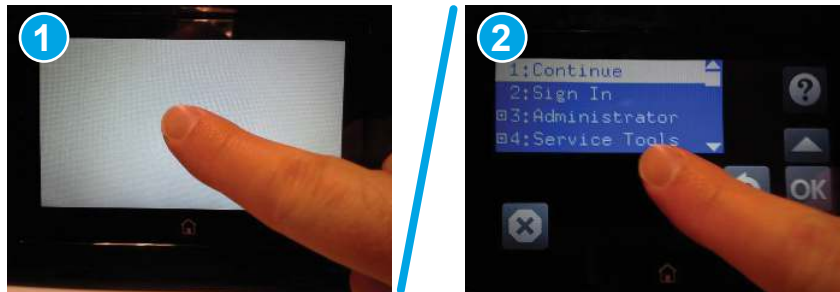 1
2
1:Continue
2:Sign In
3:Administrator
4:Service Tools
?
OK